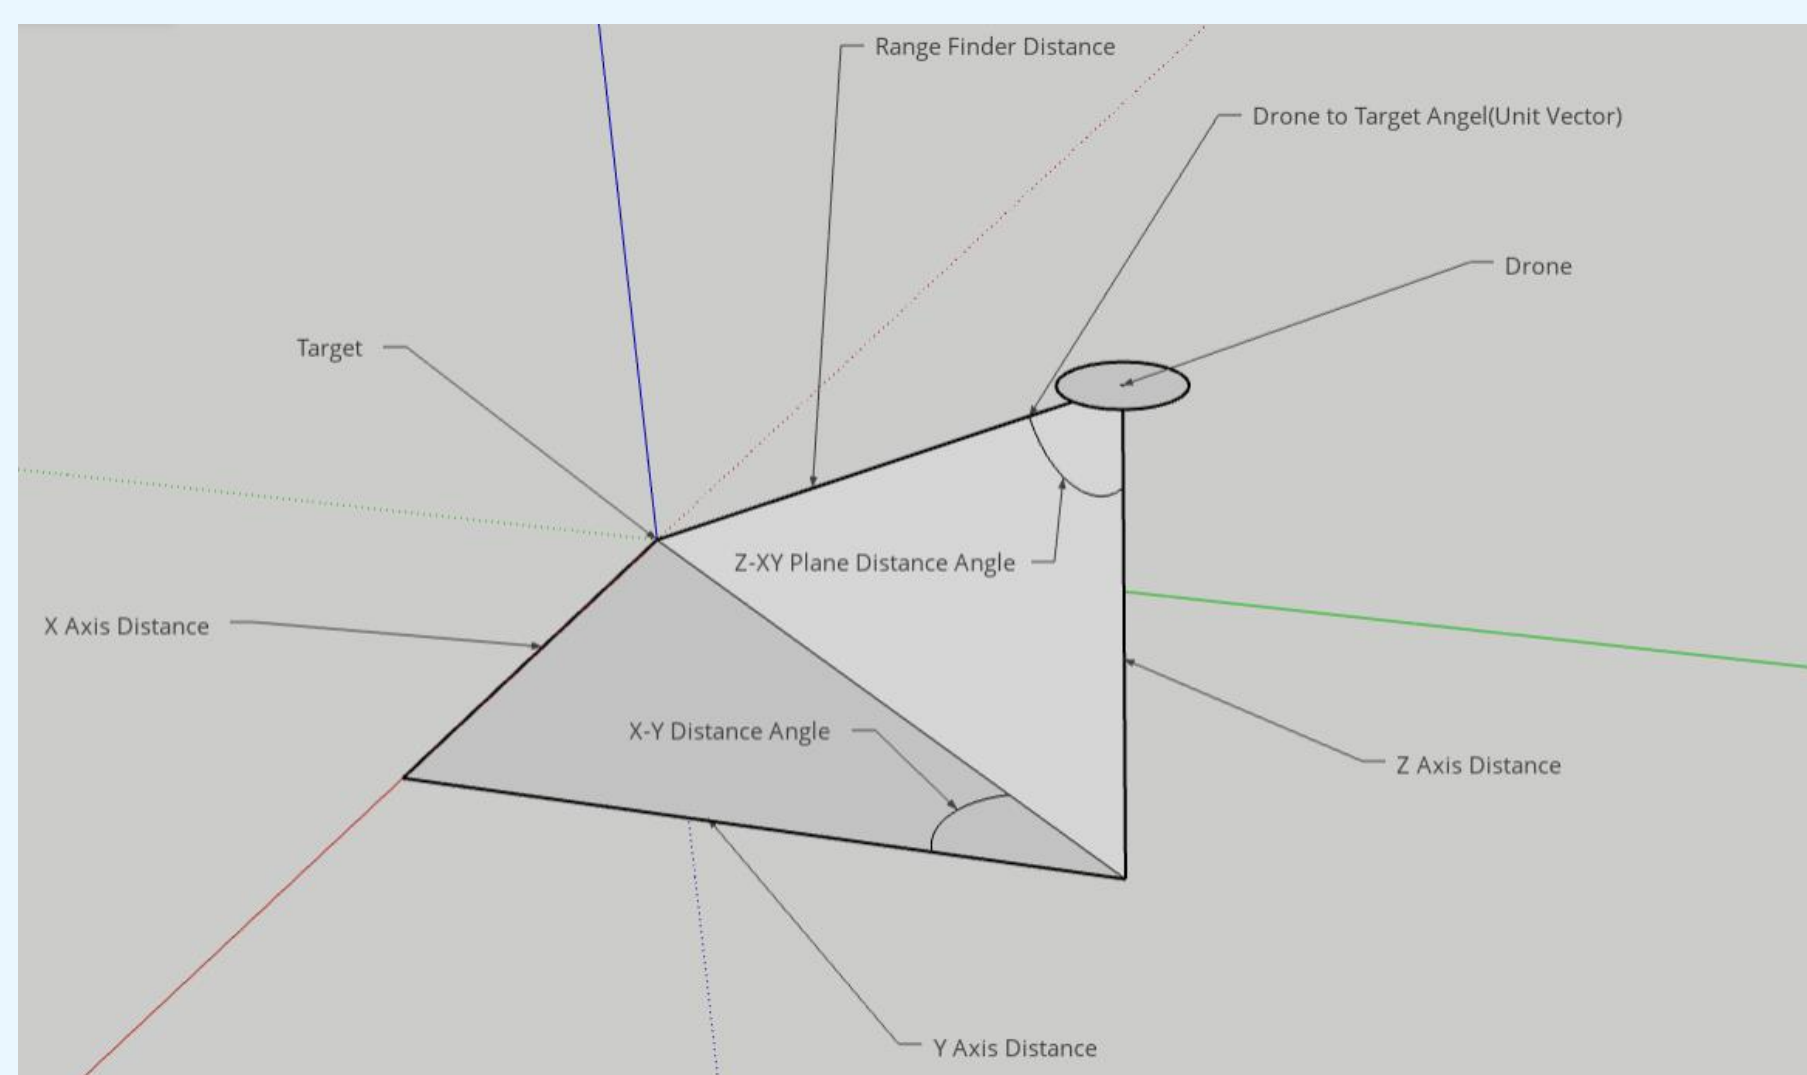 Range Finder Distance
Drone to Target Angel(Unit Vector)
Drone
Target
Z-XY Plane Distance Angle
X Axis Distance
X-Y Distance Angle
Z Axis Distance
Y Axis Distance